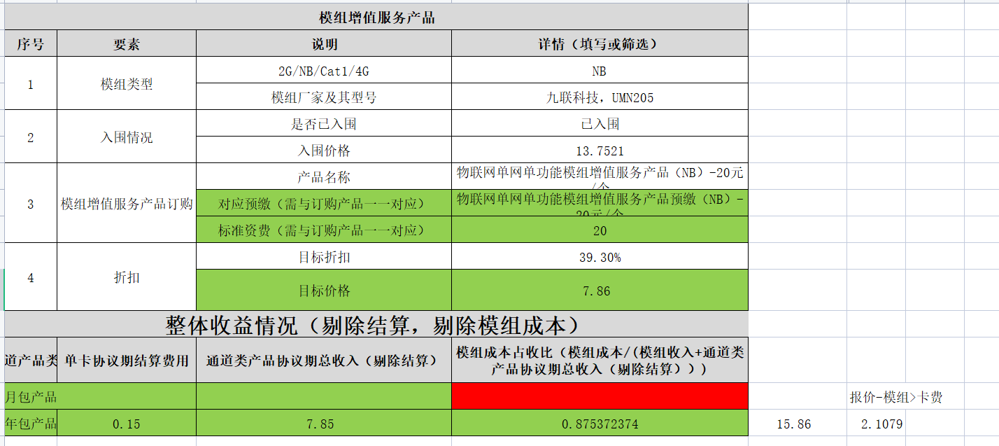 模组增值服务产品
序号 要素 说明 详情（填写或筛选）
1 模组类型 2G/NB/Cat1/4G NB
模组厂家及其型号 九联科技，UMN205
2 入围情况 是否已入围 已入围
入围价格 13.7521
3 模组增值服务产品订购 产品名称 物联网单网单功能模组增值服务产品（NB）-20元
/个
对应预缴（需与订购产品一一对应） 物联网单网单功能模组增值服务产品预缴（NB）-
20元/个
标准资费（需与订购产品一一对应） 20
4 折扣 目标折扣 39.30%
目标价格 7.86
整体收益情况（剔除结算，剔除模组成本）
道产品类 单卡协议期结算费用 通道类产品协议期总收入（剔除结算） 模组成本占收比（模组成本/(模组收入+通道类
产品协议期总收入（剔除结算）))
月包产品 报价-模组>卡费
年包产品 0.15 7.85 0.875372374 15.86 2.1079